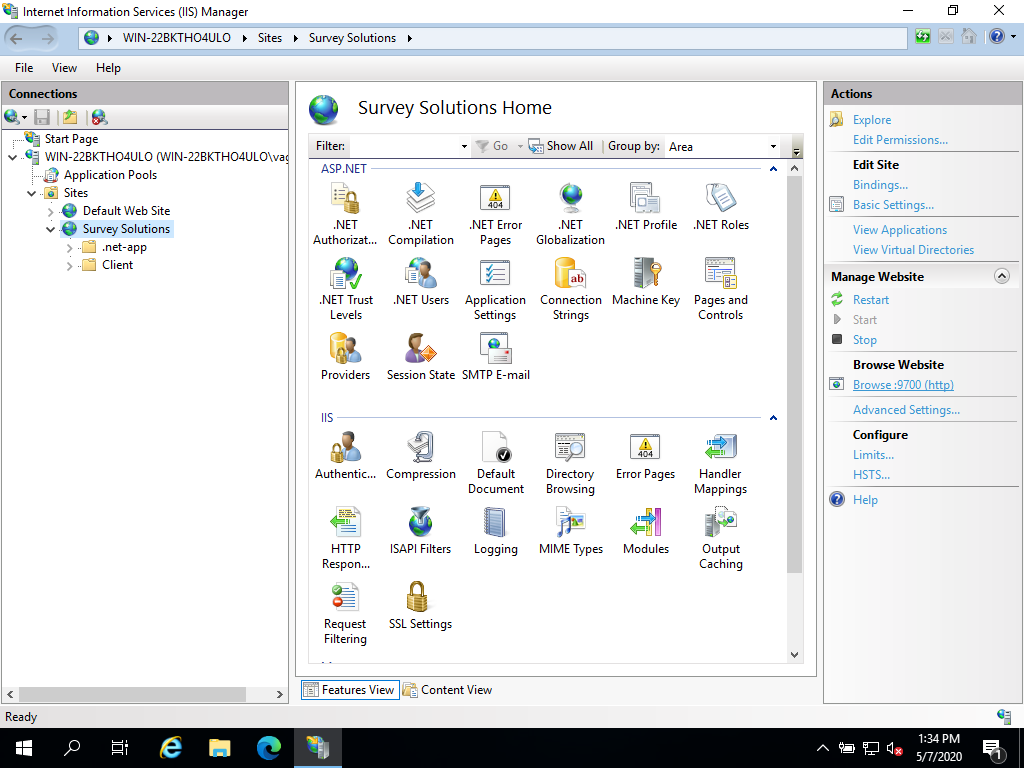 Internet Information Services (IIS) Manager
WIN-22BKTHO4ULO
Sites
Survey Solutions
File
View
Help
Connections
Start Page
WIN-22BKTHO4ULO (WIN-22BKTHO4ULO\vag
Application Pools
Sites
Default Web Site
Survey Solutions
.net-app
Client
Survey Solutions Home
Filter:
Go
Show All
Group by:
Area
ASP.NET
.NET
Authorizat...
.NET
Compilation
.NET Error
Pages
.NET
Globalization
.NET Profile
.NET Roles
.NET Trust
Levels
.NET Users
Application
Settings
Connection
Strings
Machine Key
Pages and
Controls
Providers
Session State
SMTP E-mail
IIS
Authentic...
Compression
Default
Document
Directory
Browsing
Error Pages
Handler
Mappings
HTTP
Respon...
ISAPI Filters
Logging
MIME Types
Modules
Output
Caching
Request
Filtering
SSL Settings
Features View
Content View
Actions
Explore
Edit Permissions...
Edit Site
Bindings...
Basic Settings...
View Applications
View Virtual Directories
Manage Website
Restart
Start
Stop
Browse Website
Browse :9700 (http)
Advanced Settings...
Configure
Limits...
HSTS...
Help
Ready
1:34 PM
5/7/2020
1